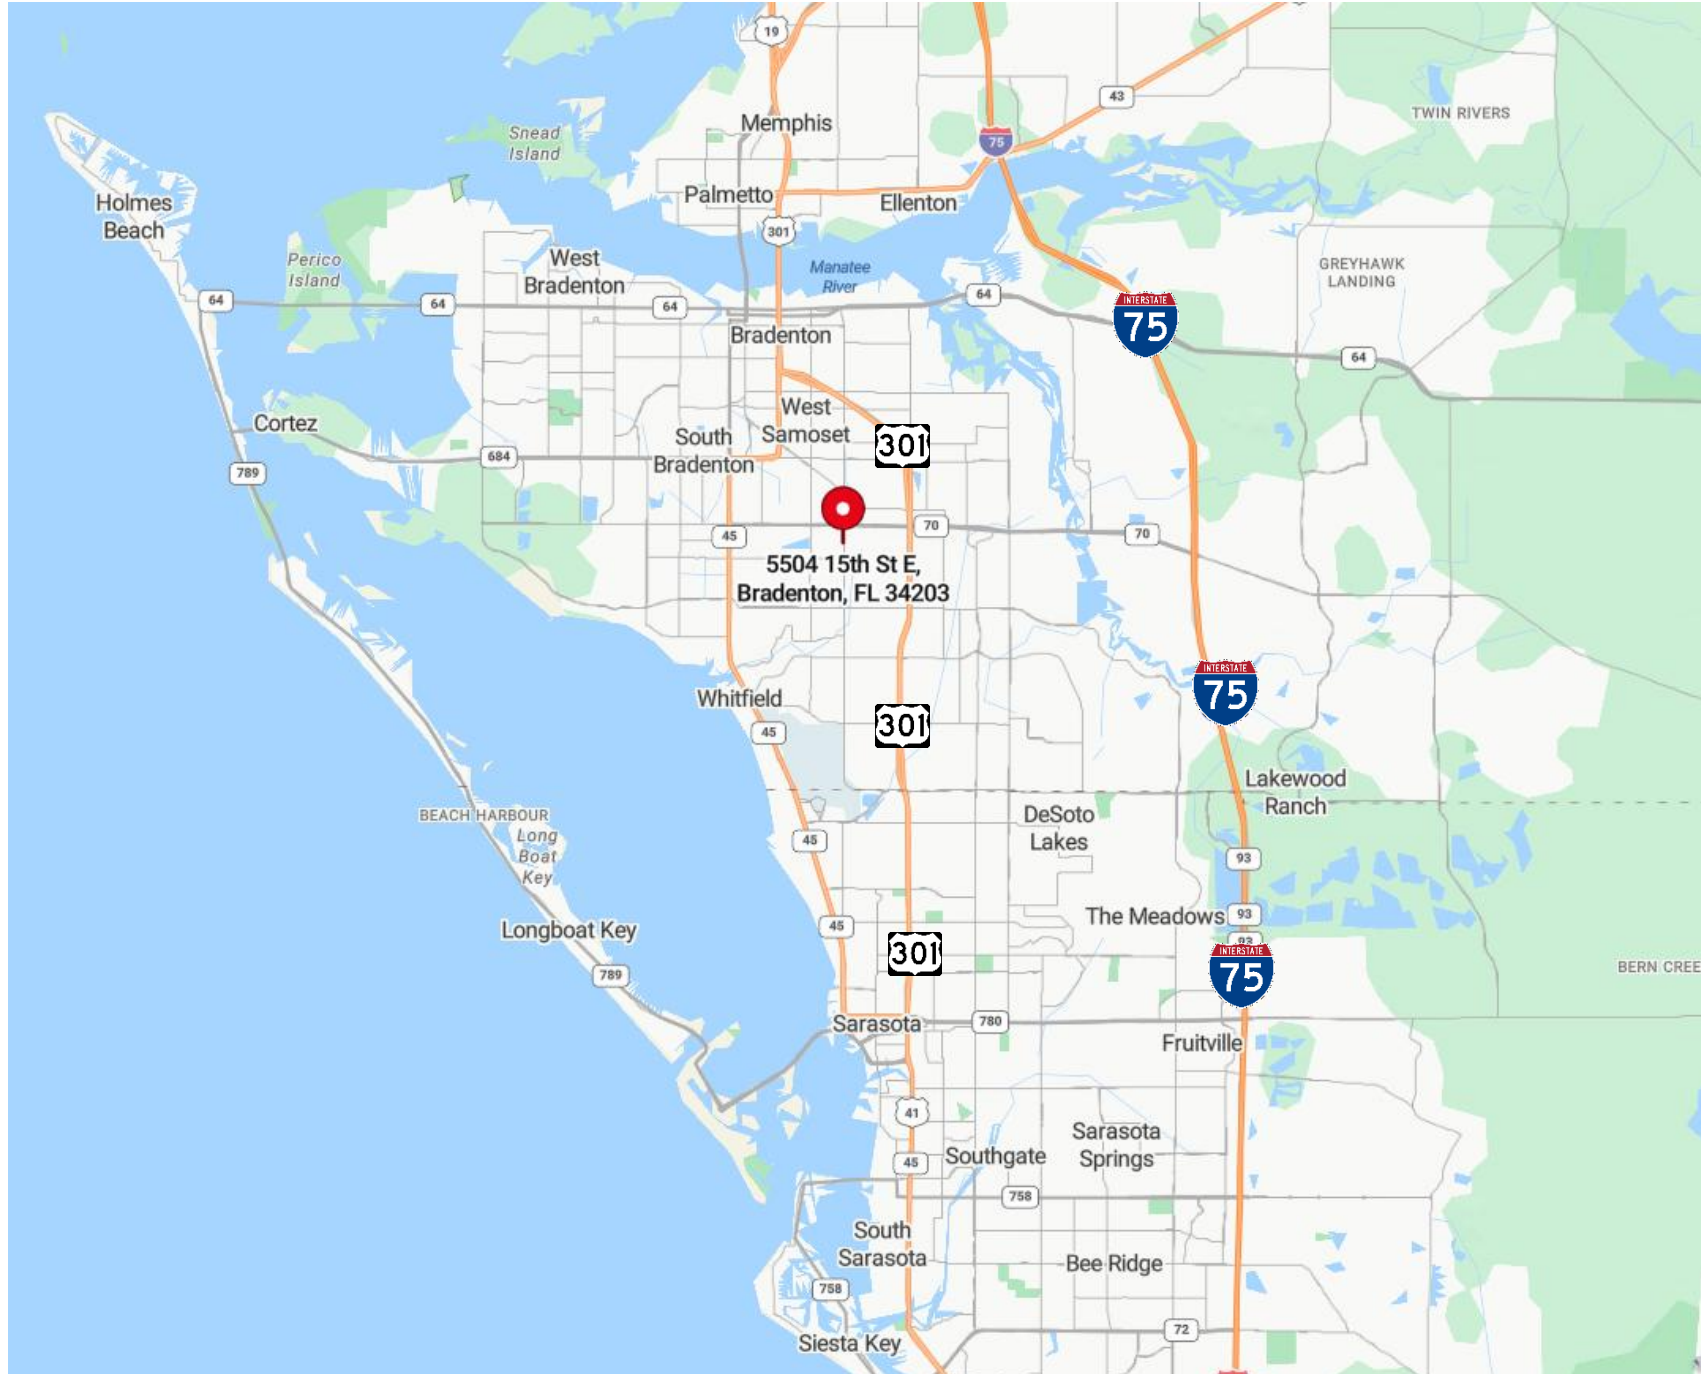 19
43
Memphis
TWIN RIVERS
Snead
Island
75
Palmetto
Ellenton
Holmes
Beach
301
Perico
Island
West
Bradenton
Manatee
River
GREYHAWK
LANDING
64
64
64
64
INTERSTATE
75
Bradenton
64
West
Samoset
Cortez
South
Bradenton
301
684
789
45
70
70
5504 15th St E,
Bradenton, FL 34203
INTERSTATE
75
Whitfield
301
45
Lakewood
Ranch
BEACH HARBOUR
Long
Boat
Key
DeSoto
Lakes
45
93
The Meadows
93
45
Longboat Key
93
301
INTERSTATE
75
BERN CREE
789
Sarasota
780
Fruitville
41
Sarasota
Springs
45
Southgate
758
South
Sarasota
Bee Ridge
758
72
Siesta Key